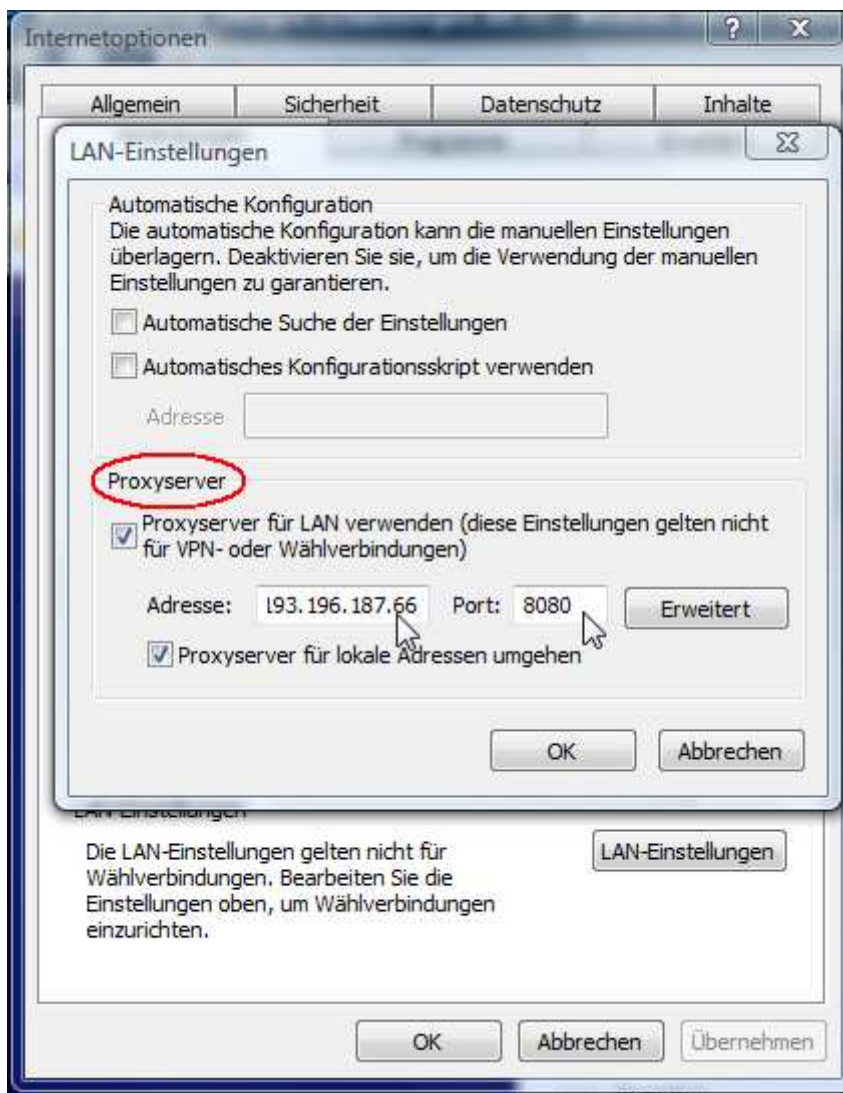 Internetoptionen
Allgemein Sicherheit Datenschutz Inhalte
LAN-Einstellungen
Automatische Konfiguration
Die automatische Konfiguration kann die manuellen Einstellungen
überlagern. Deaktivieren Sie sie, um die Verwendung der manuellen
Einstellungen zu garantieren.
Automatische Suche der Einstellungen
Automatisches Konfigurationsskript verwenden
Adresse
Proxyserver
Proxyserver für LAN verwenden (diese Einstellungen gelten nicht
für VPN- oder Wählverbindungen)
Adresse: 193.196.187.66 Port: 8080 Erweitert
Proxyserver für lokale Adressen umgehen
OK Abbrechen
LAN-Einstellungen
Die LAN-Einstellungen gelten nicht für
Wählverbindungen. Bearbeiten Sie die
Einstellungen oben, um Wählverbindungen
einzurichten.
LAN-Einstellungen
OK Abbrechen Übernehmen